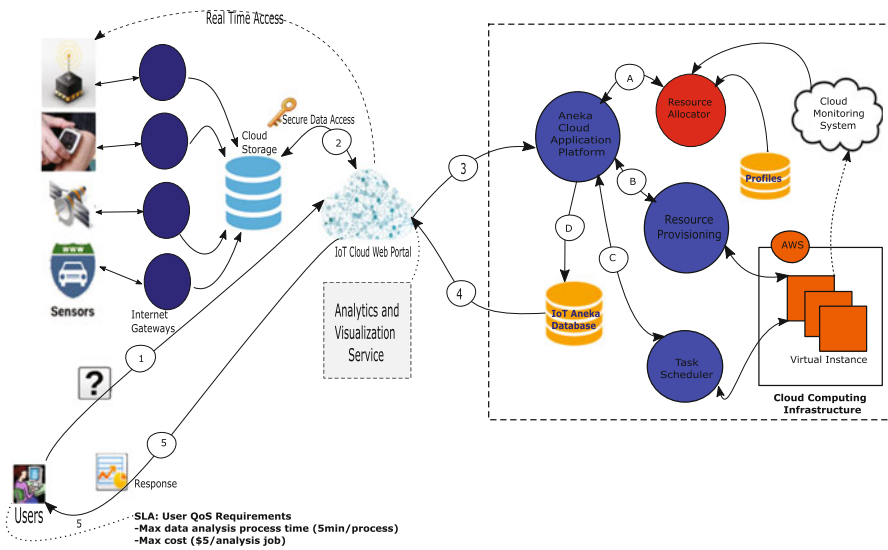 Real Time Access
Secure Data Access
Cloud
Storage
2
IoT Cloud Web Portal
WWW
Sensors
Internet
Gateways
Analytics and
Visualization
Service
1
?
5
Response
Users
5
SLA: User QoS Requirements
-Max data analysis process time (5min/process)
-Max cost ($5/analysis job)
3
4
Aneka
Cloud
Application
Platform
A
Resource
Allocator
Cloud
Monitoring
System
Profiles
B
Resource
Provisioning
D
C
IoT Aneka
Database
Task
Scheduler
AWS
Virtual Instance
Cloud Computing
Infrastructure